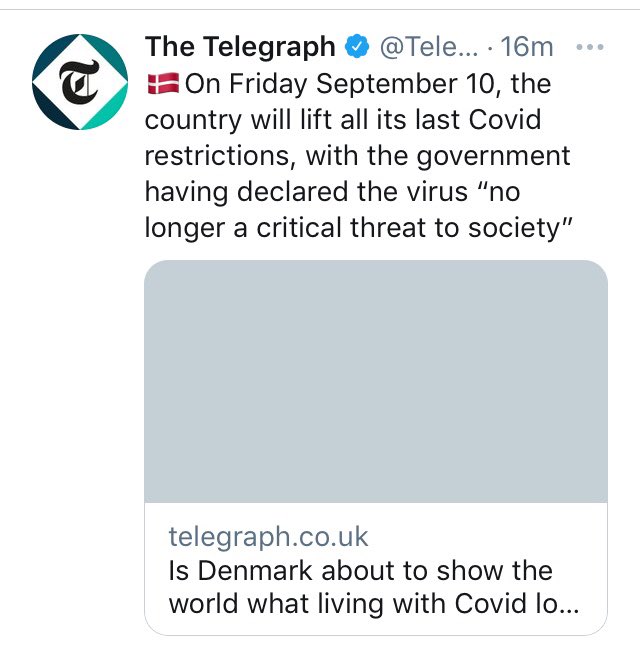 The Telegraph @Tele... · 16m
🇩🇰On Friday September 10, the
country will lift all its last Covid
restrictions, with the government
having declared the virus “no
longer a critical threat to society”
telegraph.co.uk
Is Denmark about to show the
world what living with Covid lo...